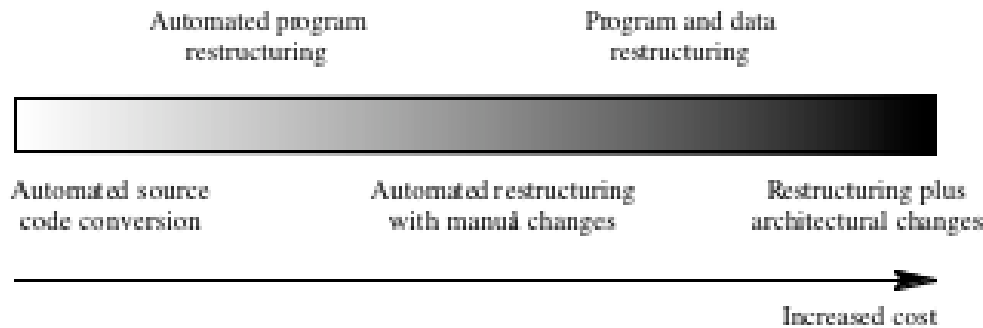 Automated program
restructuring
Program and data
restructuring
Automated source
code conversion
Automated restructuring
with manual changes
Restructuring plus
architectural changes
Increased cost